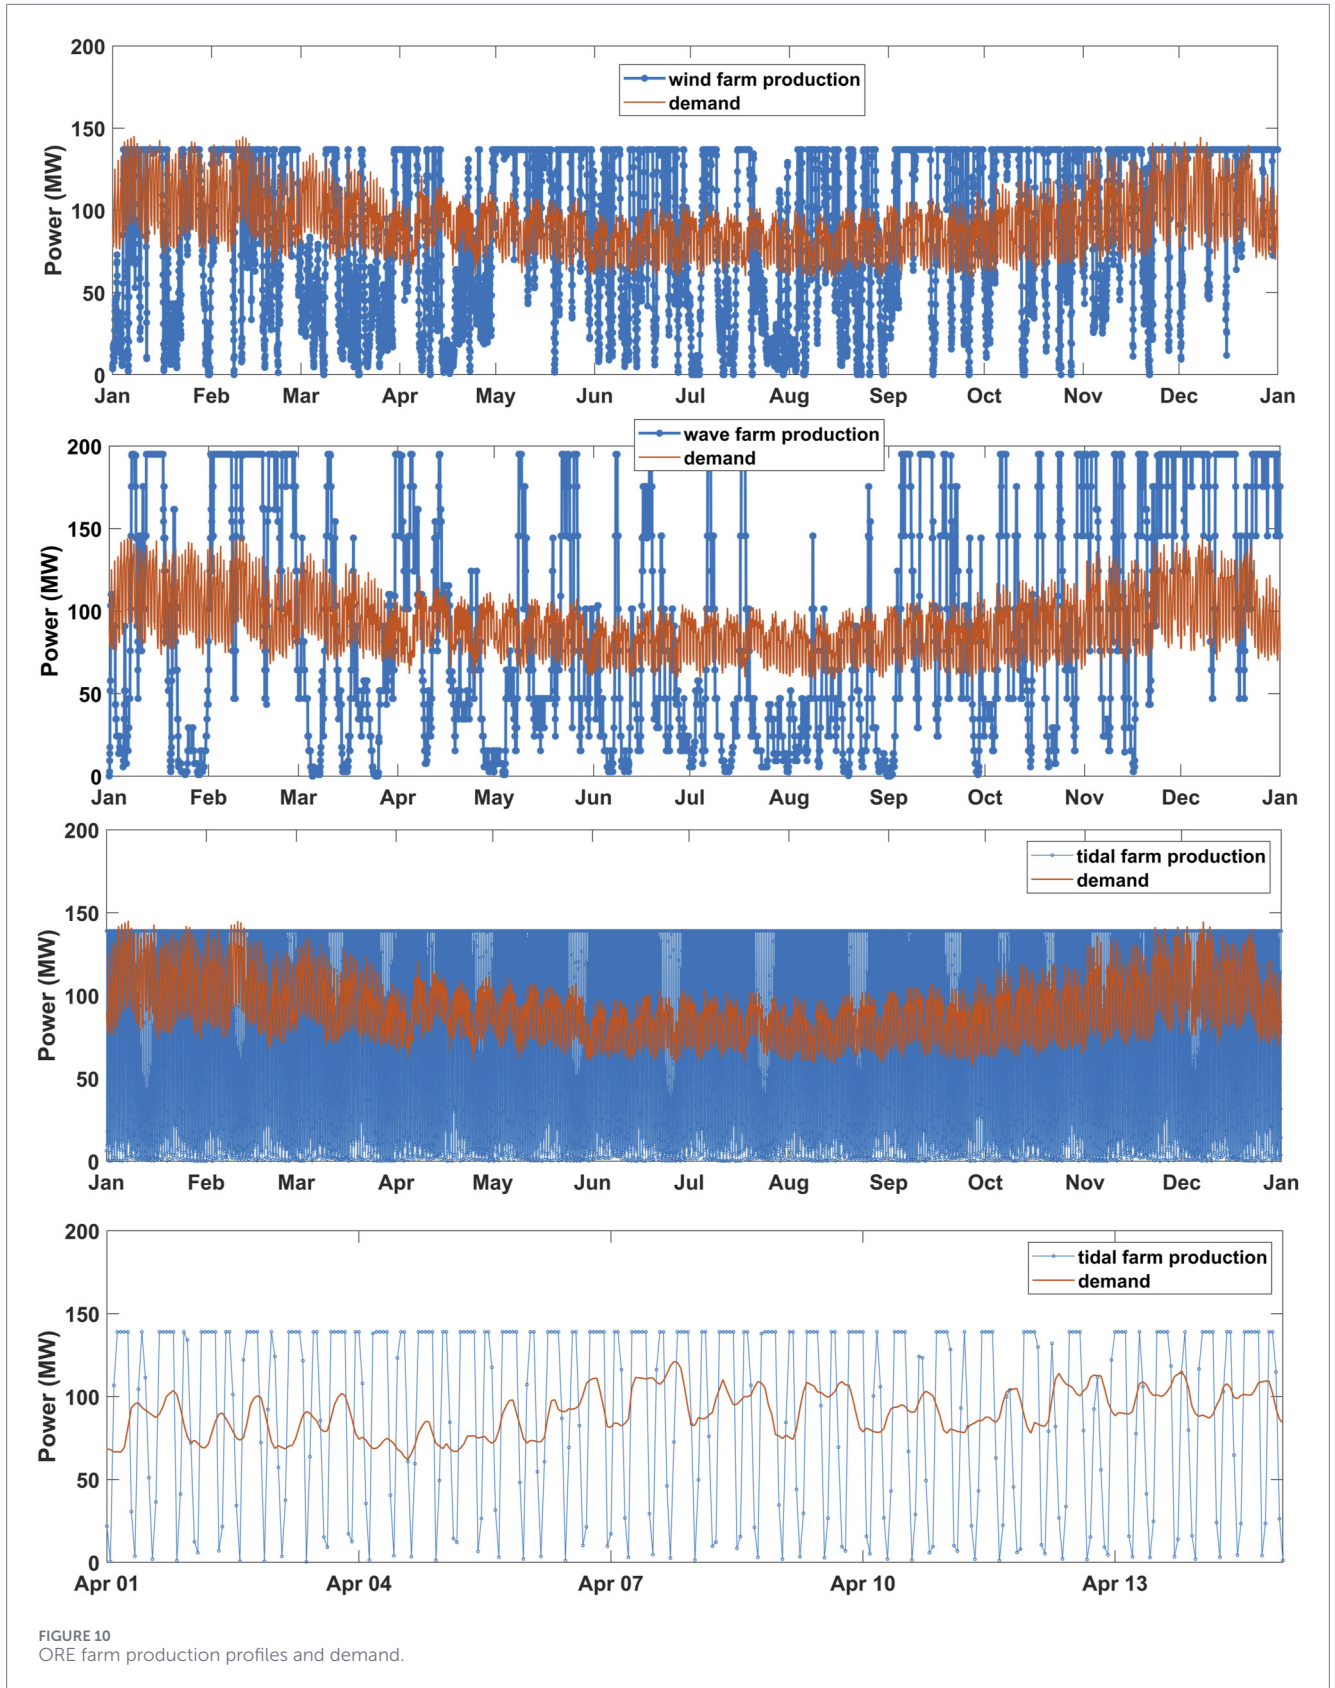 200
150
100
50
0
Power (MW)
wind farm production
demand
Jan Feb Mar Apr May Jun Jul Aug Sep Oct Nov Dec Jan
200
150
100
50
0
Power (MW)
wave farm production
demand
Jan Feb Mar Apr May Jun Jul Aug Sep Oct Nov Dec Jan
200
150
100
50
0
Power (MW)
tidal farm production
demand
Jan Feb Mar Apr May Jun Jul Aug Sep Oct Nov Dec Jan
200
150
100
50
0
Power (MW)
tidal farm production
demand
Apr 01 Apr 04 Apr 07 Apr 10 Apr 13
FIGURE 10
ORE farm production profiles and demand.